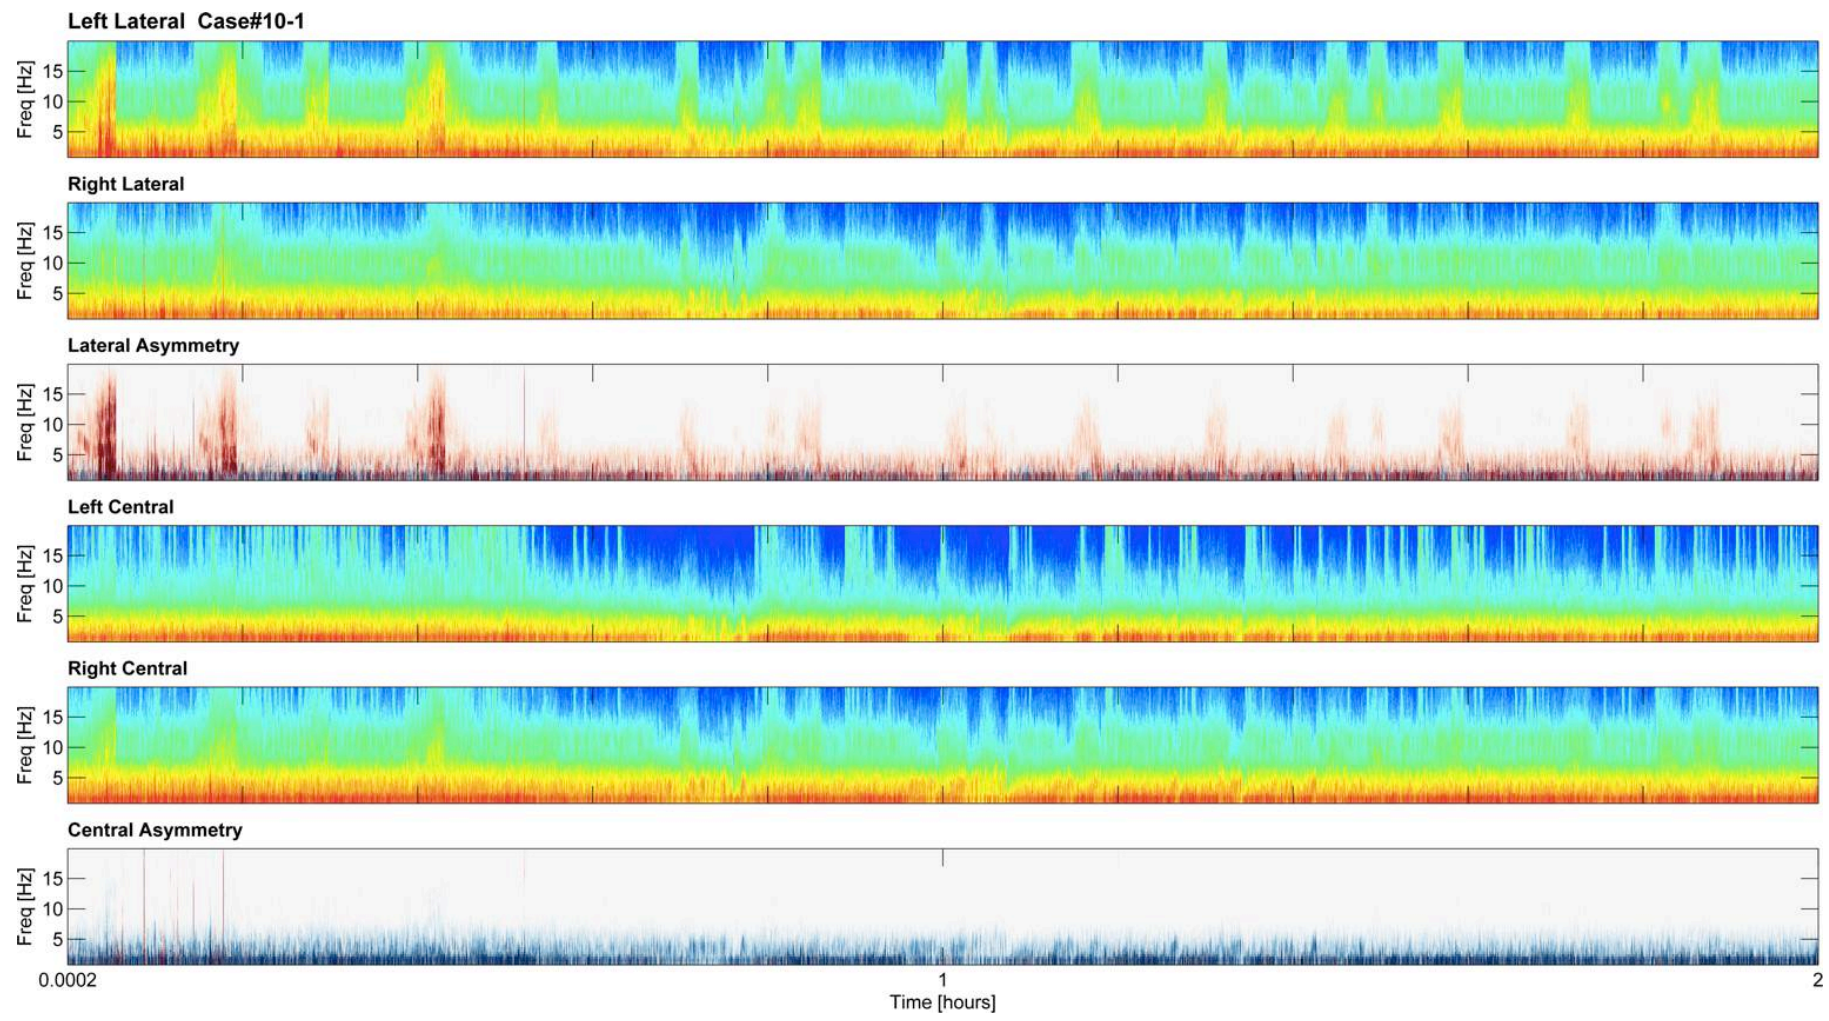 Left Lateral  Case#10-1
Freq [Hz]
15
10
5
Right Lateral
Freq [Hz]
15
10
5
Lateral Asymmetry
Freq [Hz]
15
10
5
Left Central
Freq [Hz]
15
10
5
Right Central
Freq [Hz]
15
10
5
Central Asymmetry
Freq [Hz]
15
10
5
0.0002 1 2
Time [hours]